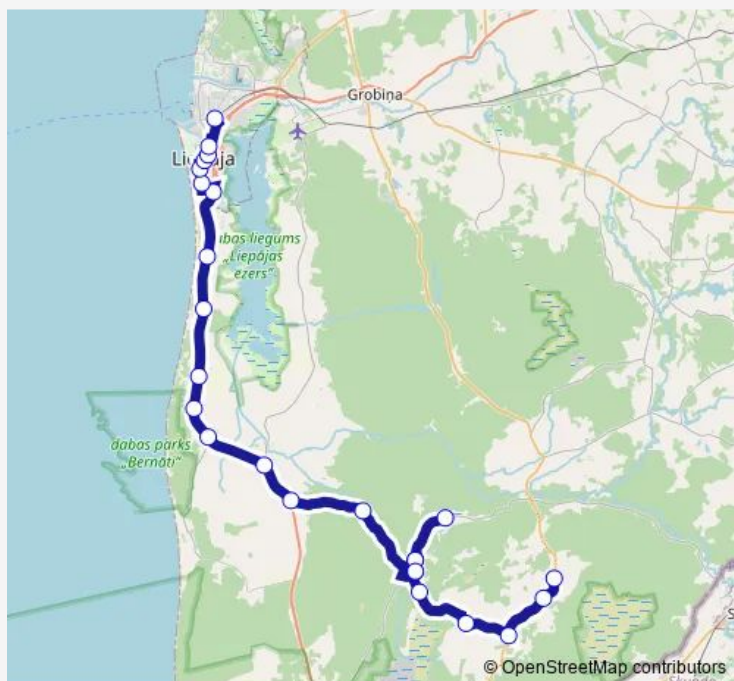 Grobiņa
Liepāja
dabas liegums
„Liepājas
ezers”
dabas parks
„Bernāti”
© OpenStreetMap contributors